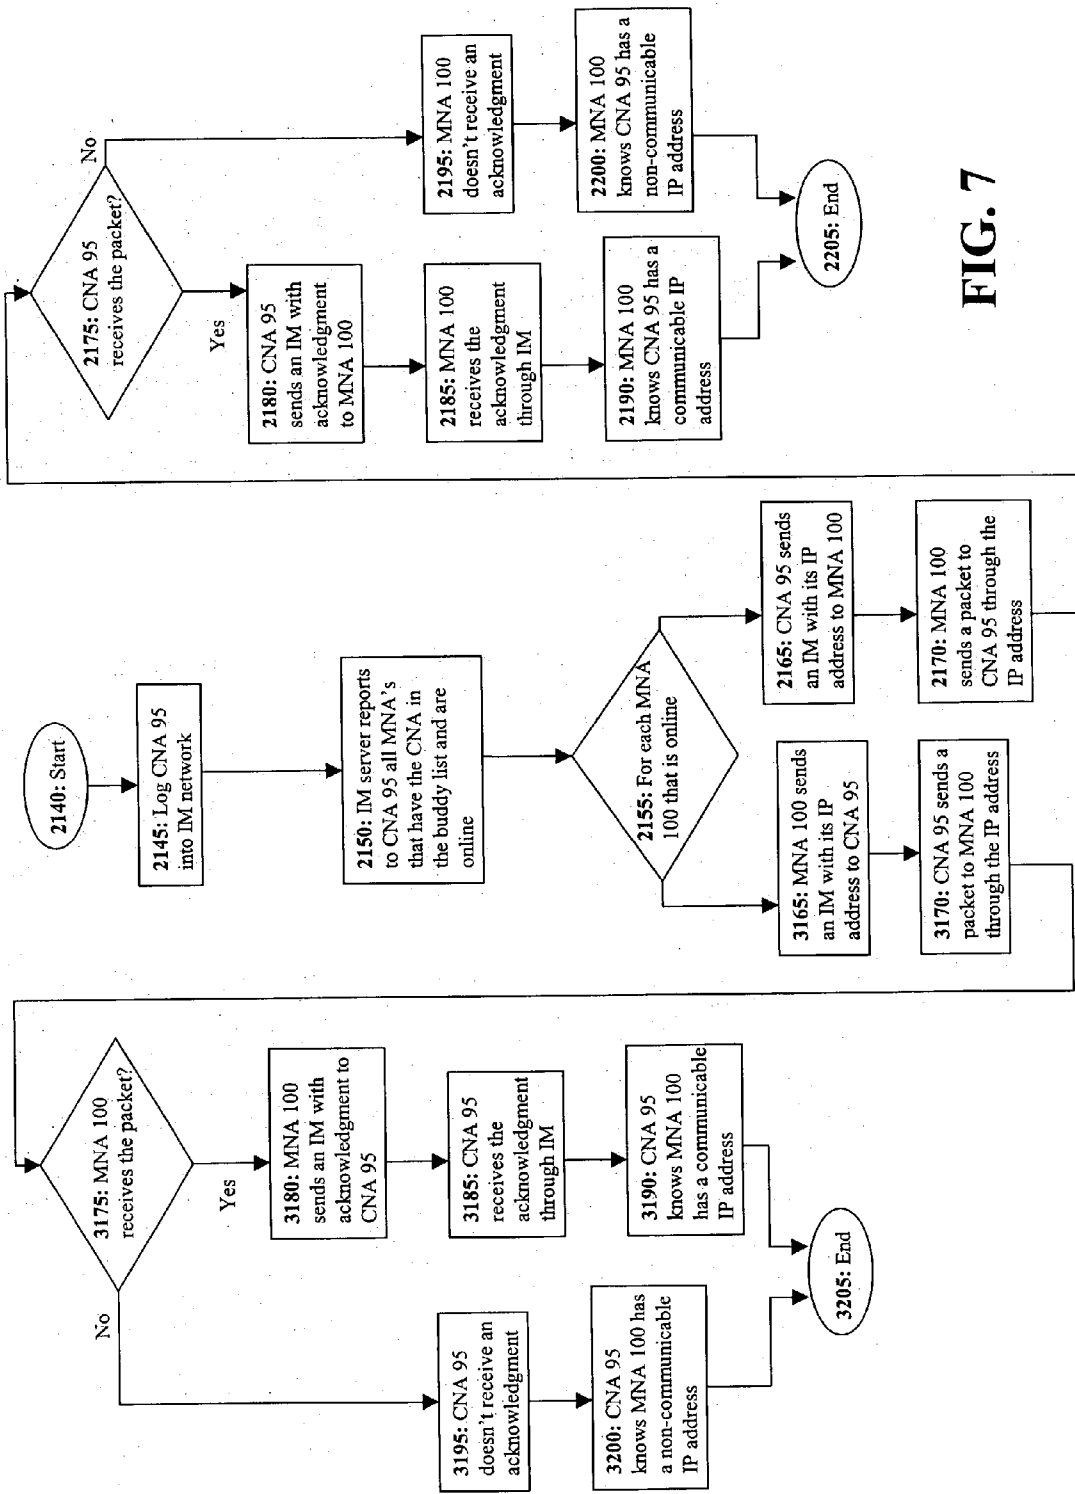 2140: Start
2145: Log CNA 95
into IM network
2150: IM server reports
to CNA 95 all MNA's
that have the CNA in
the buddy list and are
online
2155: For each MNA
100 that is online
3165: MNA 100 sends
an IM with its IP
address to CNA 95
3170: CNA 95 sends a
packet to MNA 100
through the IP address
2165: CNA 95 sends
an IM with its IP
address to MNA 100
2170: MNA 100
sends a packet to
CNA 95 through the
IP address
3175: MNA 100
receives the packet?
No
Yes
3180: MNA 100
sends an IM with
acknowledgment to
CNA 95
3185: CNA 95
receives the
acknowledgment
through IM
3190: CNA 95
knows MNA 100
has a communicable
IP address
3195: CNA 95
doesn't receive an
acknowledgment
3200: CNA 95
knows MNA 100 has
a non-communicable
IP address
3205: End
2175: CNA 95
receives the packet?
No
Yes
2180: CNA 95
sends an IM with
acknowledgment
to MNA 100
2185: MNA 100
receives the
acknowledgment
through IM
2190: MNA 100
knows CNA 95 has a
communicable IP
address
2195: MNA 100
doesn't receive an
acknowledgment
2200: MNA 100
knows CNA 95 has a
non-communicable
IP address
2205: End
FIG. 7